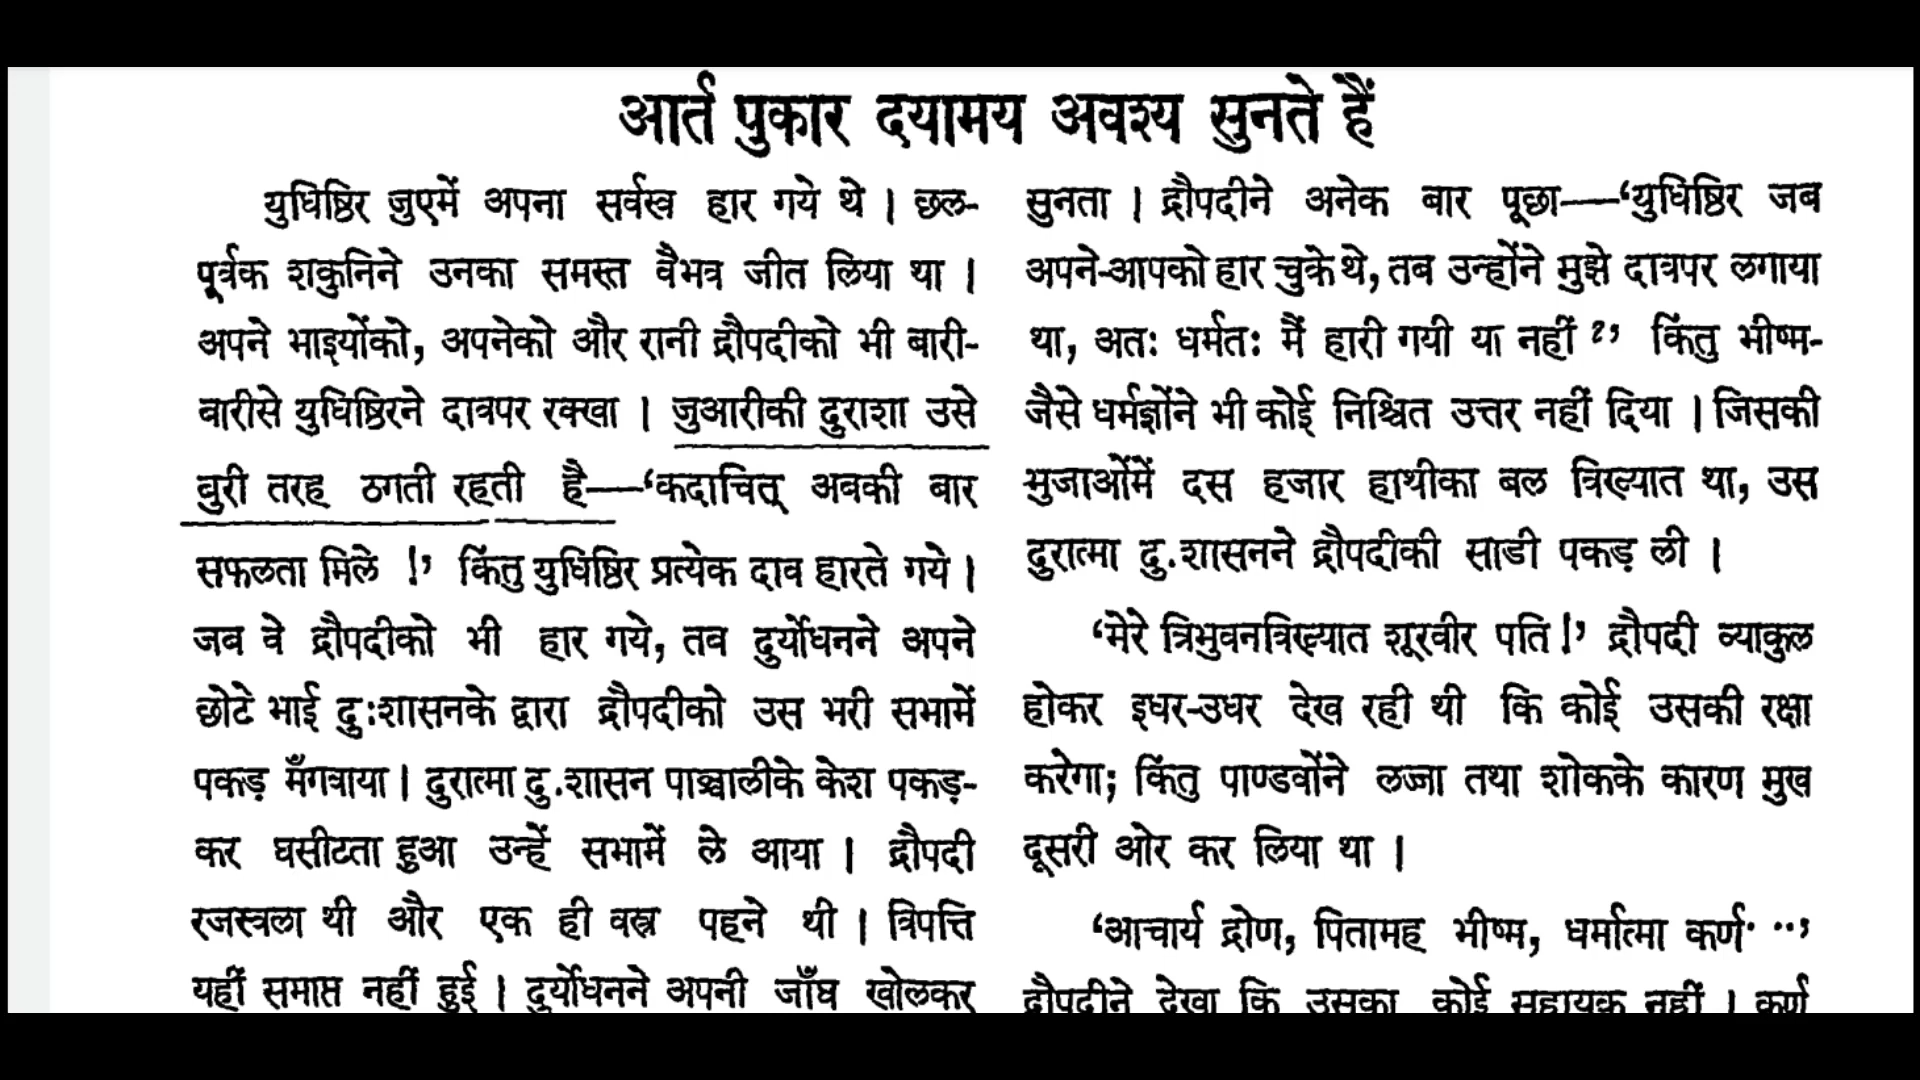 आर्त पुकार दयामय अवश्य सुनते हैं
युधिष्ठिर जुएमें अपना सर्वस्व हार गये थे । छल-
पूर्वक शकुनिने उनका समस्त वैभव जीत लिया था ।
अपने भाइयोंको, अपनेको और रानी द्रौपदीको भी बारी-
बारीसे युधिष्ठिरने दावपर रक्खा । जुआरीकी दुराशा उसे
बुरी तरह ठगती रहती है—‘कदाचित् अबकी बार
सफलता मिले !’ किंतु युधिष्ठिर प्रत्येक दाव हारते गये ।
जब वे द्रौपदीको भी हार गये, तब दुर्योधनने अपने
छोटे भाई दुःशासनके द्वारा द्रौपदीको उस भरी सभामें
पकड़ मँगवाया । दुरात्मा दु.शासन पाञ्चालीके केश पकड़-
कर घसीटता हुआ उन्हें सभामें ले आया । द्रौपदी
रजस्वला थी और एक ही वस्त्र पहने थी । विपत्ति
यहीं समाप्त नहीं हुई । दुर्योधनने अपनी जाँघ खोलकर
सुनता । द्रौपदीने अनेक बार पूछा—‘युधिष्ठिर जब
अपने-आपको हार चुके थे, तब उन्होंने मुझे दावपर लगाया
था, अतः धर्मतः मैं हारी गयी या नहीं ?’ किंतु भीष्म-
जैसे धर्मज्ञोंने भी कोई निश्चित उत्तर नहीं दिया । जिसकी
भुजाओंमें दस हजार हाथीका बल विख्यात था, उस
दुरात्मा दु.शासनने द्रौपदीकी साडी पकड़ ली ।
‘मेरे त्रिभुवनविख्यात शूरवीर पति !’ द्रौपदी व्याकुल
होकर इधर-उधर देख रही थी कि कोई उसकी रक्षा
करेगा; किंतु पाण्डवोंने लज्जा तथा शोकके कारण मुख
दूसरी ओर कर लिया था ।
‘आचार्य द्रोण, पितामह भीष्म, धर्मात्मा कर्ण···’
द्रौपदीने देखा कि उसका कोई सहायक नहीं । कर्ण